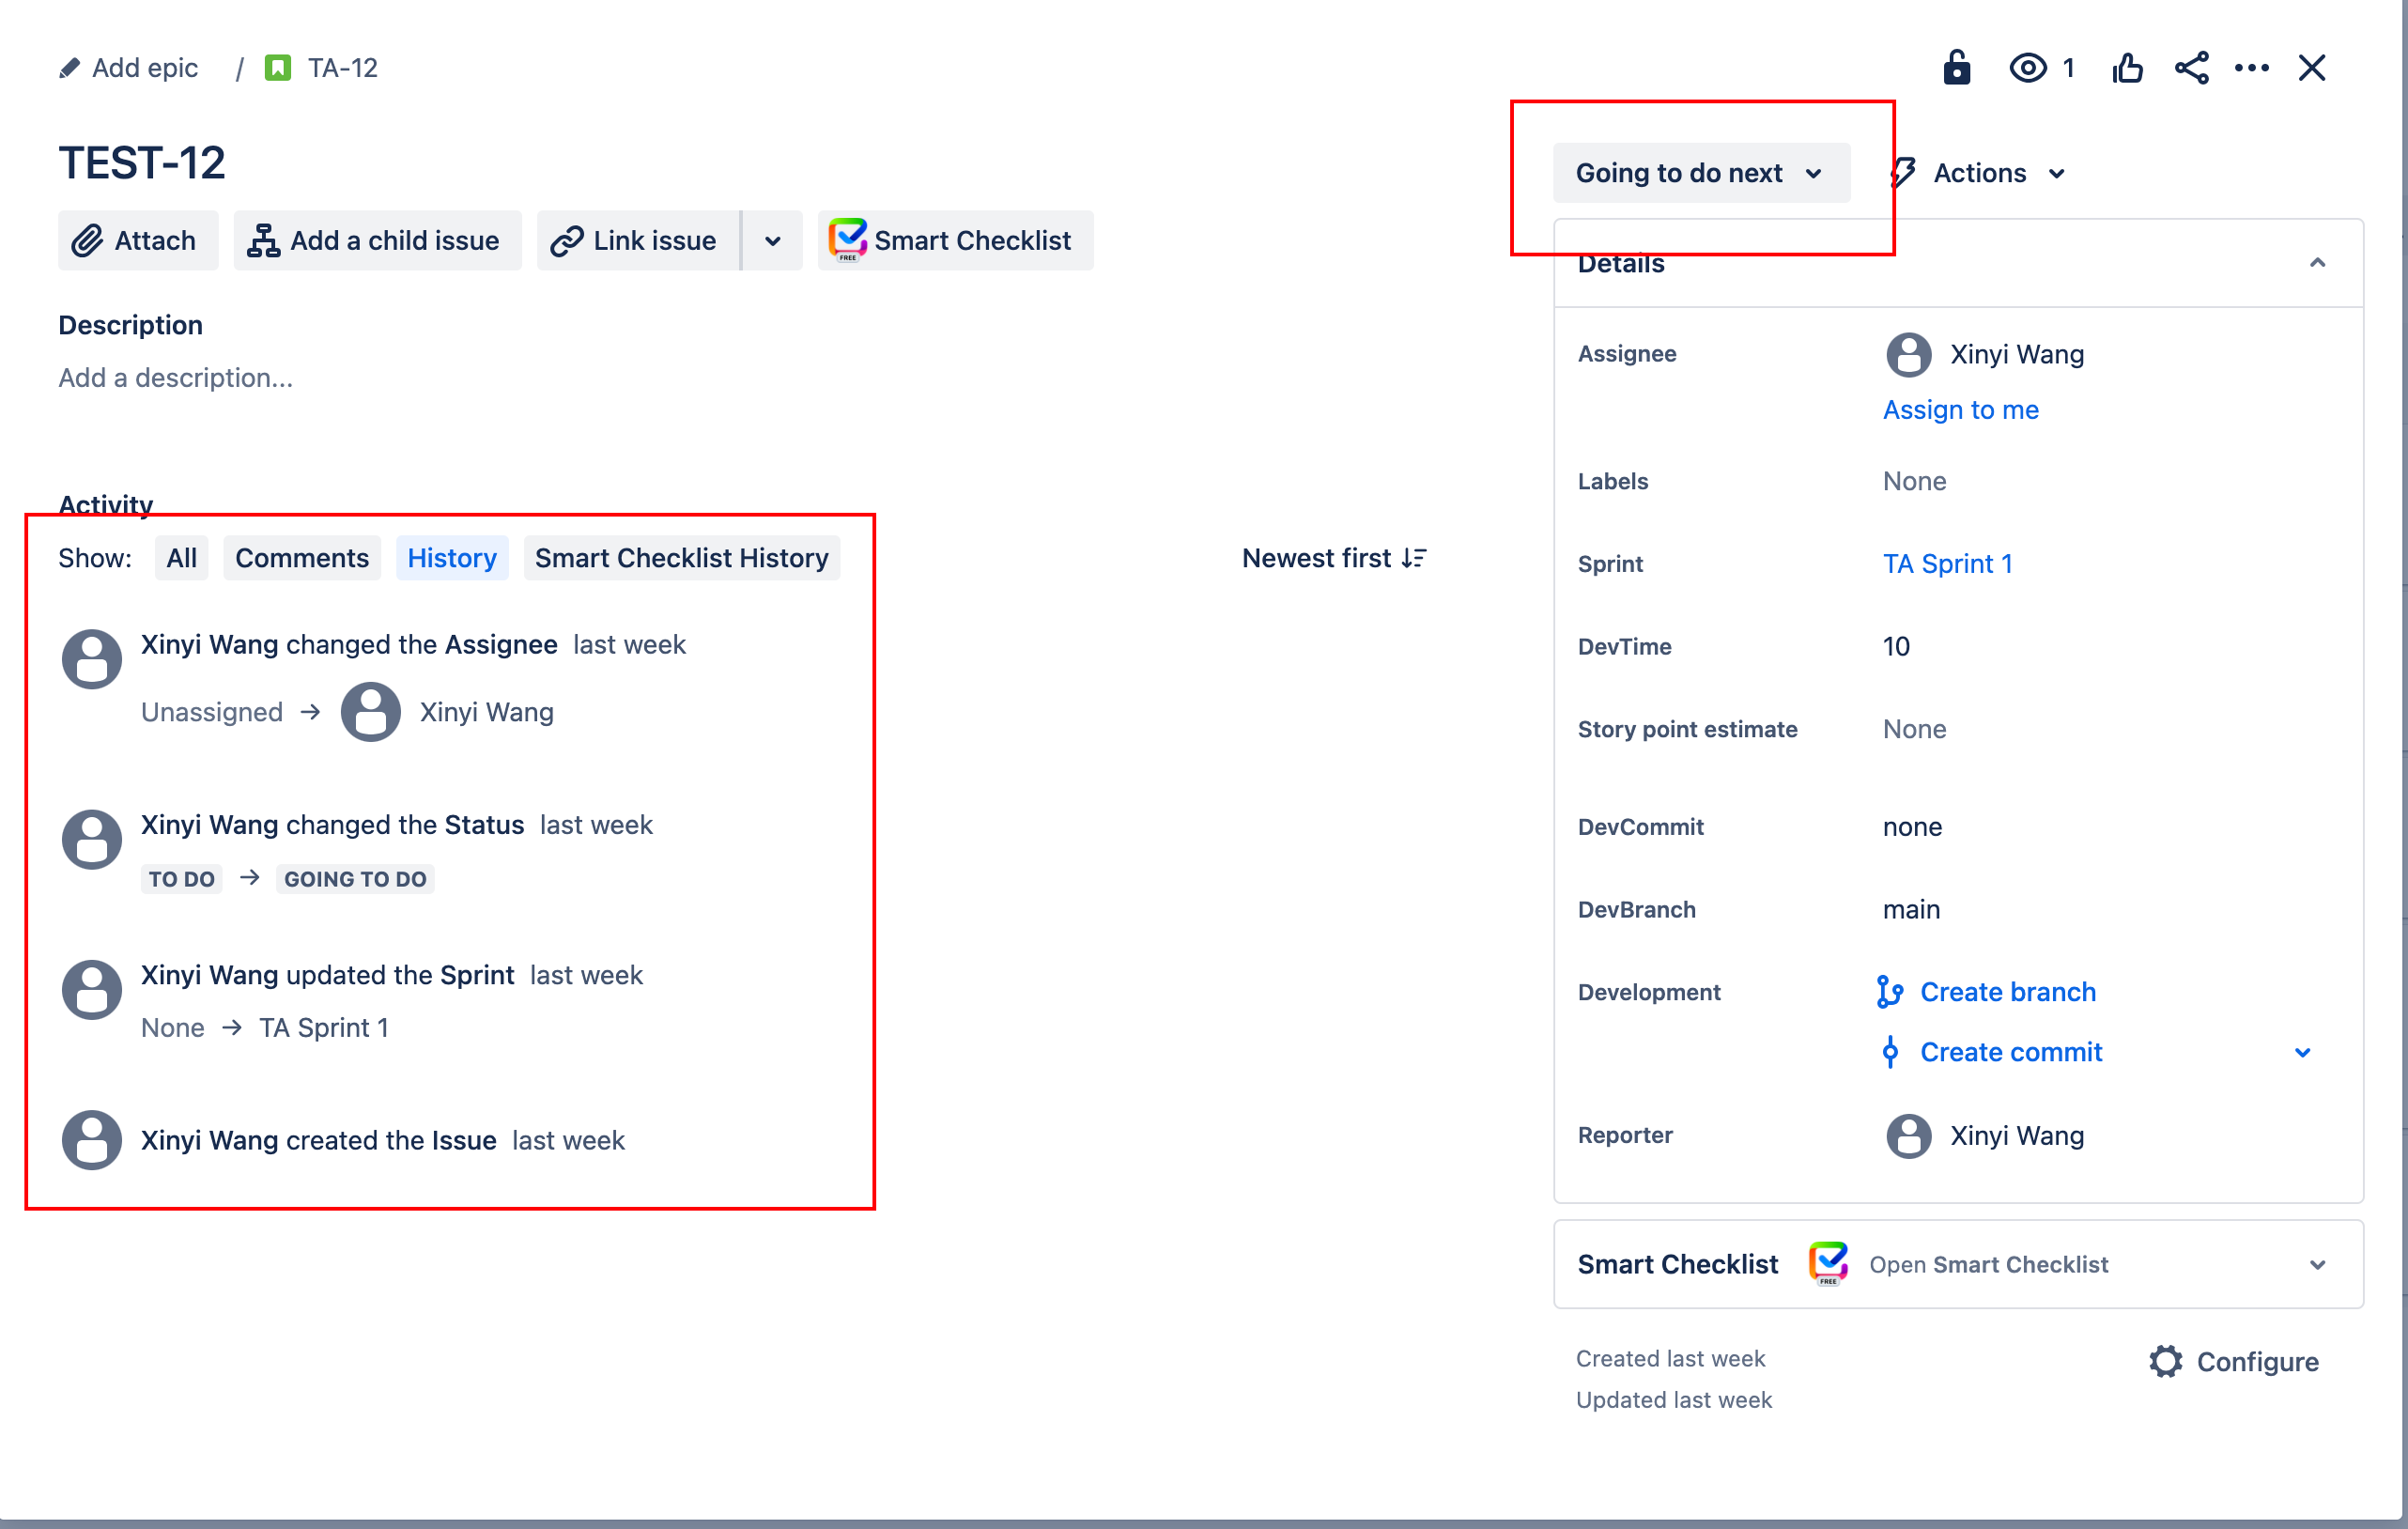 Add epic / TA-12
1
TEST-12
Attach
Add a child issue
Link issue
FREE
Smart Checklist
Description
Add a description...
Activity
Show: All Comments History Smart Checklist History
Newest first
Xinyi Wang changed the Assignee last week
Unassigned → Xinyi Wang
Xinyi Wang changed the Status last week
TO DO → GOING TO DO
Xinyi Wang updated the Sprint last week
None → TA Sprint 1
Xinyi Wang created the Issue last week
Going to do next
Actions
Details
Assignee Xinyi Wang
Assign to me
Labels None
Sprint TA Sprint 1
DevTime 10
Story point estimate None
DevCommit none
DevBranch main
Development Create branch
Create commit
Reporter Xinyi Wang
Smart Checklist FREE Open Smart Checklist
Created last week
Updated last week
Configure